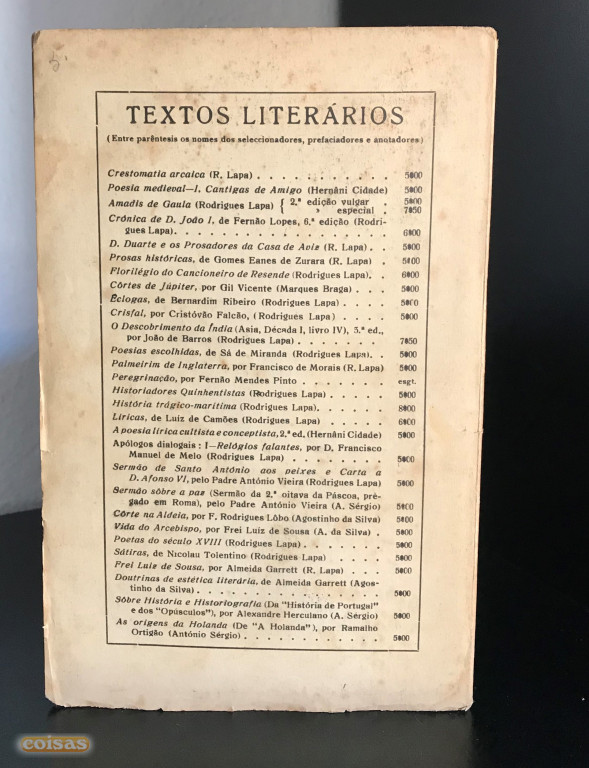 TEXTOS LITERÁRIOS
(Entre parêntesis os nomes dos seleccionadores, prefaciadores e anotadores)
Crestomatia arcaica (R. Lapa) . . . . . . . . . . . 5$00
Poesia medieval—I. Cantigas de Amigo (Hernâni Cidade) 5$00
Amadis de Gaula (Rodrigues Lapa) { 2.ª edição vulgar . 5$00
» especial . 7$50
Crónica de D. João I, de Fernão Lopes, 6.ª edição (Rodri-
gues Lapa). . . . . . . . . . . . . . . . . 6$00
D. Duarte e os Prosadores da Casa de Aviz (R. Lapa) . . 5$00
Prosas históricas, de Gomes Eanes de Zurara (R. Lapa) . 5$00
Florilégio do Cancioneiro de Resende (Rodrigues Lapa). . 6$00
Côrtes de Júpiter, por Gil Vicente (Marques Braga) . . . 5$00
Éclogas, de Bernardim Ribeiro (Rodrigues Lapa) . . . . 5$00
Crisfal, por Cristóvão Falcão, (Rodrigues Lapa) . . . . 5$00
O Descobrimento da Índia (Asia, Década I, livro IV), 3.ª ed.,
por João de Barros (Rodrigues Lapa) . . . . . . . 7$50
Poesias escolhidas, de Sá de Miranda (Rodrigues Lapa). . 5$00
Palmeirim de Inglaterra, por Francisco de Morais (R. Lapa) 5$00
Peregrinação, por Fernão Mendes Pinto . . . . . . . esgt.
Historiadores Quinhentistas (Rodrigues Lapa) . . . . . 5$00
História trágico-marítima (Rodrigues Lapa). . . . . . 8$00
Líricas, de Luiz de Camões (Rodrigues Lapa) . . . . . 6$00
A poesia lírica cultista e conceptista, 2.ª ed. (Hernâni Cidade) 5$00
Apólogos dialogais : I—Relógios falantes, por D. Francisco
Manuel de Melo (Rodrigues Lapa) . . . . . . . . 5$00
Sermão de Santo António aos peixes e Carta a
D. Afonso VI, pelo Padre António Vieira (Rodrigues Lapa) 5$00
Sermão sôbre a paz (Sermão da 2.ª oitava da Páscoa, prè-
gado em Roma), pelo Padre António Vieira (A. Sérgio) 5$00
Côrte na Aldeia, por F. Rodrigues Lôbo (Agostinho da Silva) 5$00
Vida do Arcebispo, por Frei Luiz de Sousa (A. da Silva) . 5$00
Poetas do século XVIII (Rodrigues Lapa) . . . . . . . 5$00
Sátiras, de Nicolau Tolentino (Rodrigues Lapa) . . . . 5$00
Frei Luiz de Sousa, por Almeida Garrett (R. Lapa) . . . 5$00
Doutrinas de estética literária, de Almeida Garrett (Agos-
tinho da Silva) . . . . . . . . . . . . . . . . 5$00
Sôbre História e Historiografia (Da "História de Portugal"
e dos "Opúsculos"), por Alexandre Herculano (A. Sérgio) 5$00
As origens da Holanda (De "A Holanda"), por Ramalho
Ortigão (António Sérgio) . . . . . . . . . . . . 5$00
coisas